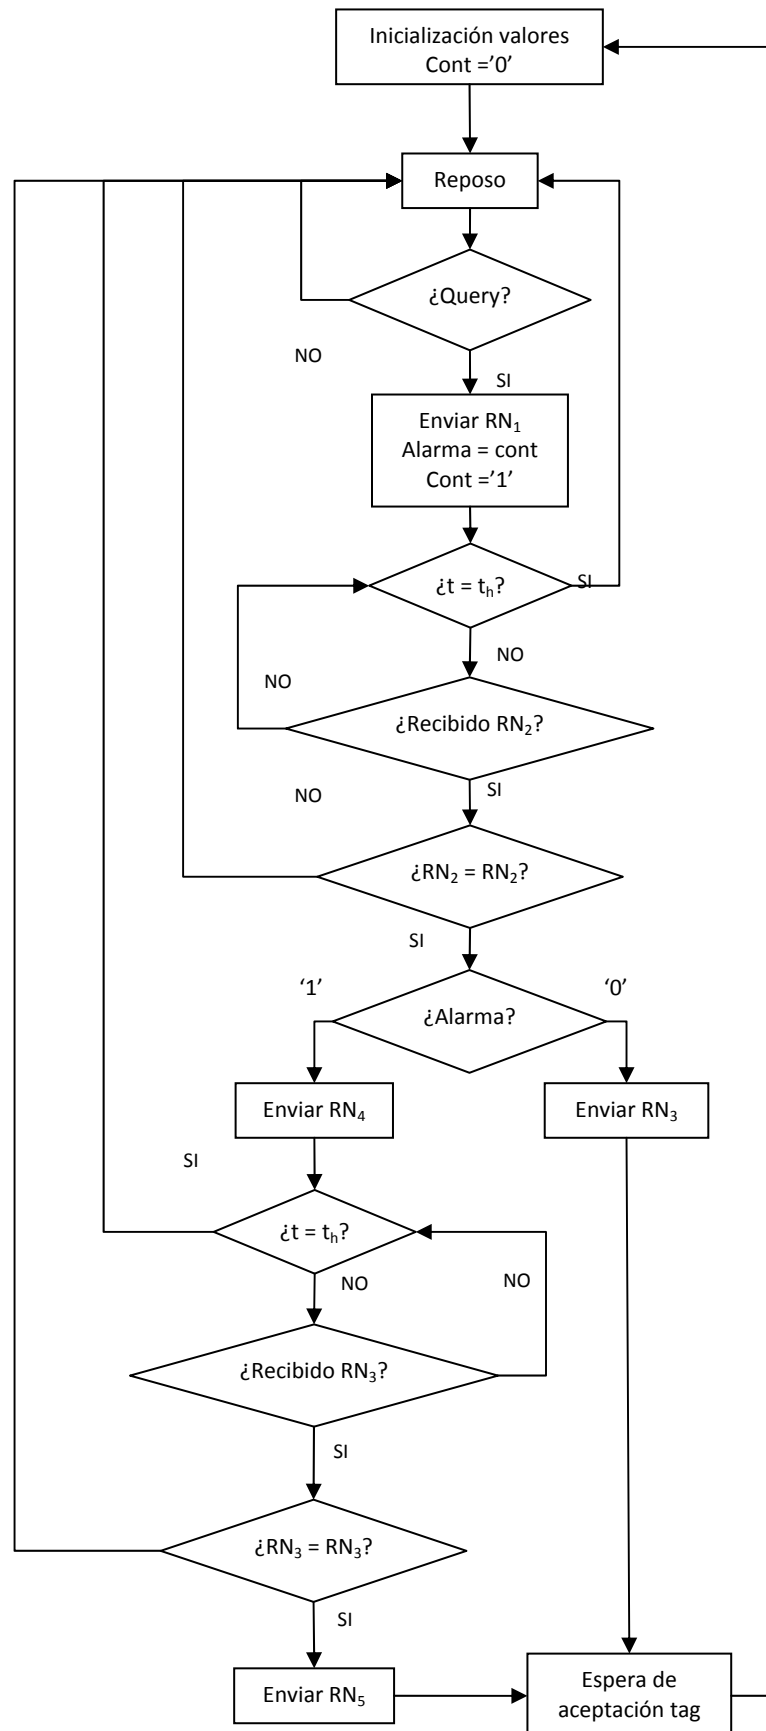 Inicialización valores
Cont ='0'
Reposo
¿Query?
NO
SI
Enviar RN₁
Alarma = cont
Cont ='1'
¿t = tₕ?
SI
NO
NO
¿Recibido RN₂?
SI
NO
¿RN₂ = RN₂?
SI
‘1’
‘0’
¿Alarma?
Enviar RN₄
Enviar RN₃
SI
¿t = tₕ?
NO
NO
¿Recibido RN₃?
SI
¿RN₃ = RN₃?
SI
Enviar RN₅
Espera de
aceptación tag